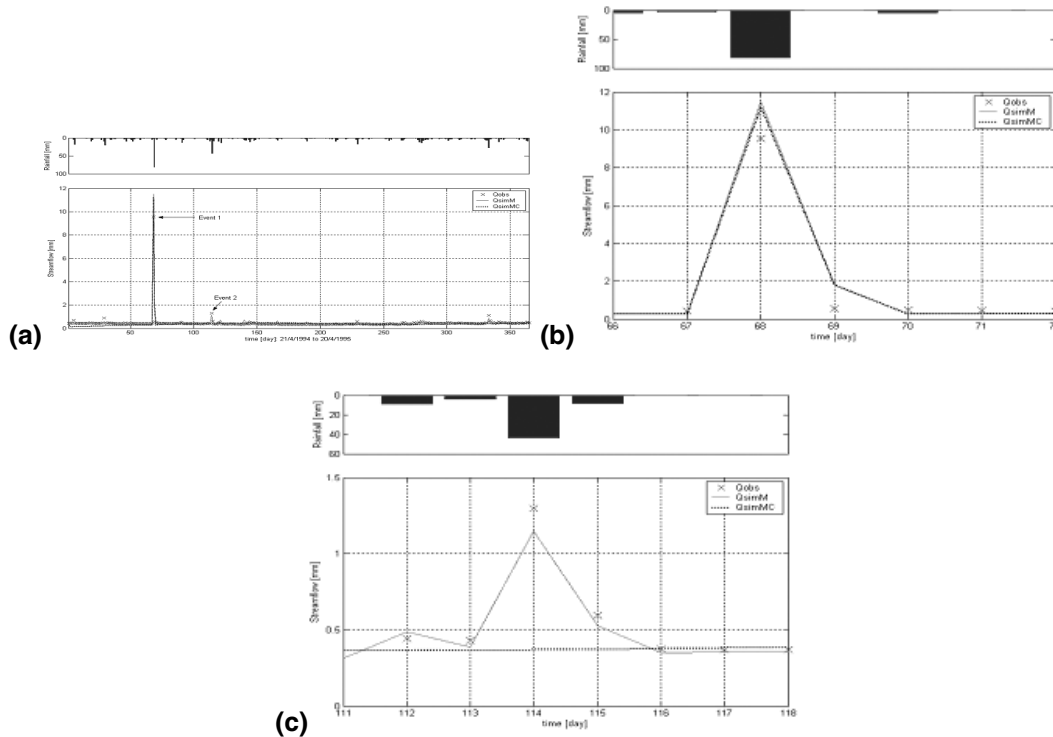 0
50
100
Rainfall [mm]
12
10
8
6
4
2
0
Streamflow [mm]
Qobs
QsimM
QsimMC
Event 1
Event 2
50
100
150
200
250
300
350
time [day]: 21/4/1994 to 20/4/1995
(a)
0
50
100
Rainfall [mm]
12
10
8
6
4
2
0
Streamflow [mm]
Qobs
QsimM
QsimMC
66
67
68
69
70
71
7
time [day]
(b)
0
20
40
60
Rainfall [mm]
1.5
1
0.5
0
Streamflow [mm]
Qobs
QsimM
QsimMC
111
112
113
114
115
116
117
118
time [day]
(c)